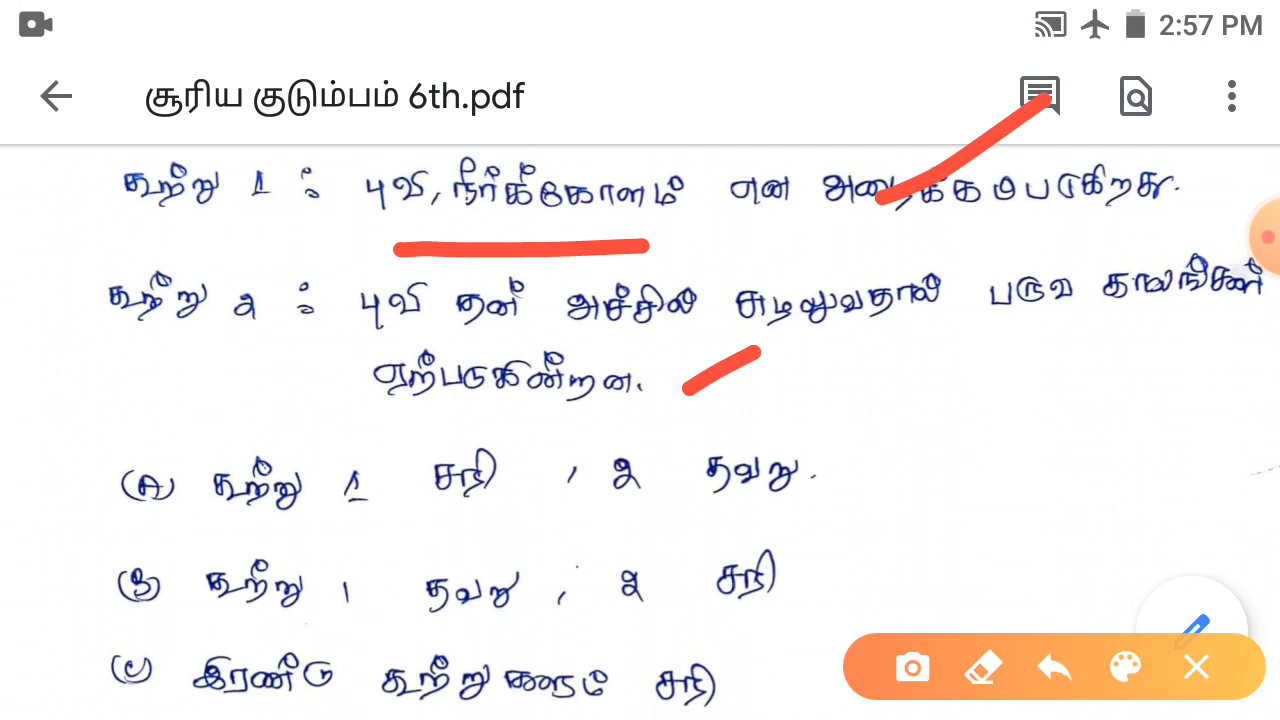 2:57 PM
சூரிய குடும்பம் 6th.pdf
கூற்று 1 : புவி, நீர்க்கோளம் என அழைக்கப்படுகிறது.
கூற்று 2 : புவி தன் அச்சில் சுழலுவதால் பருவ காலங்கள்
ஏற்படுகின்றன.
(A) கூற்று 1 சரி , 2 தவறு.
(B) கூற்று 1 தவறு , 2 சரி
(C) இரண்டு கூற்றுகளும் சரி